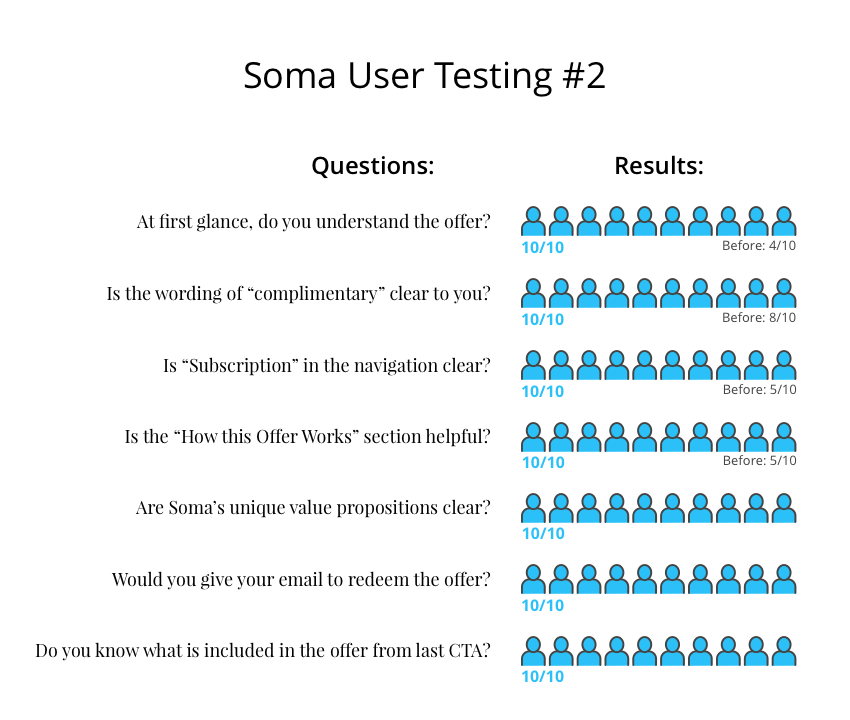 Soma User Testing #2
Questions:
Results:
At first glance, do you understand the offer?
10/10
Before: 4/10
Is the wording of “complimentary” clear to you?
10/10
Before: 8/10
Is “Subscription” in the navigation clear?
10/10
Before: 5/10
Is the “How this Offer Works” section helpful?
10/10
Before: 5/10
Are Soma’s unique value propositions clear?
10/10
Would you give your email to redeem the offer?
10/10
Do you know what is included in the offer from last CTA?
10/10